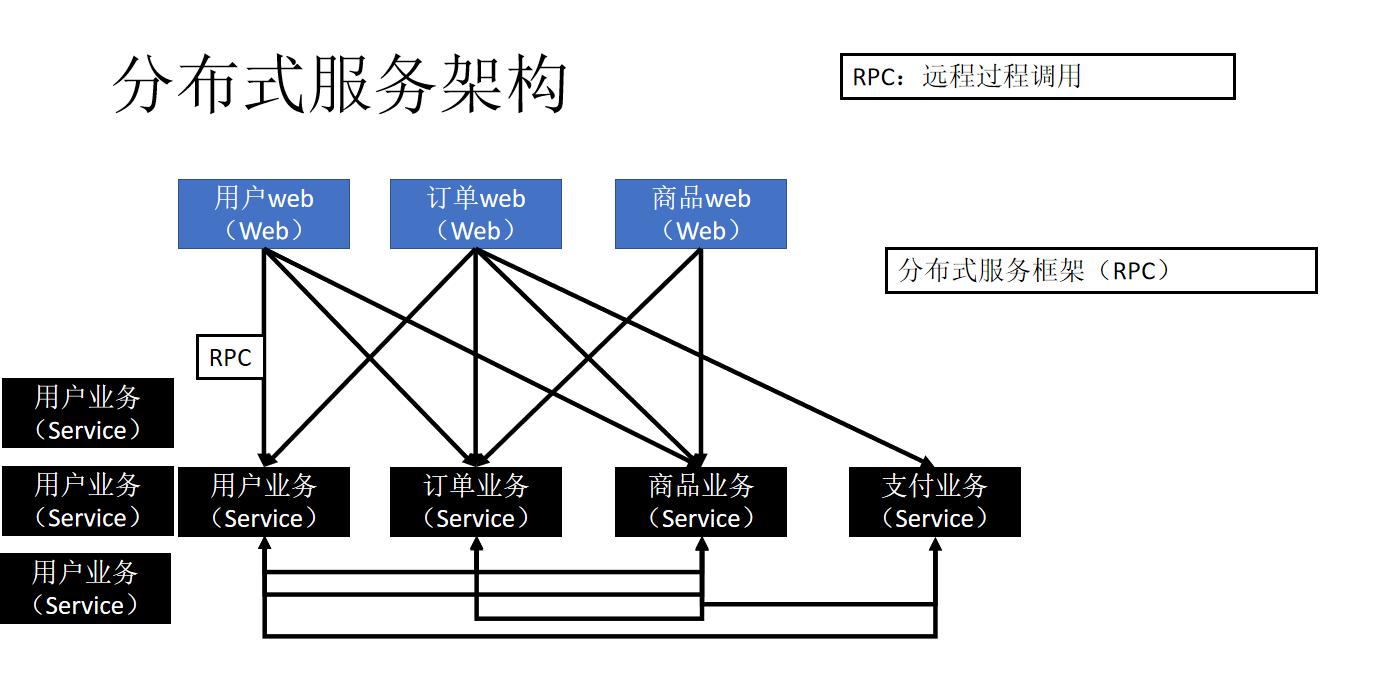 分布式服务架构
RPC：远程过程调用
用户web
（Web）
订单web
（Web）
商品web
（Web）
分布式服务框架（RPC）
RPC
用户业务
（Service）
用户业务
（Service）
用户业务
（Service）
订单业务
（Service）
商品业务
（Service）
支付业务
（Service）
用户业务
（Service）